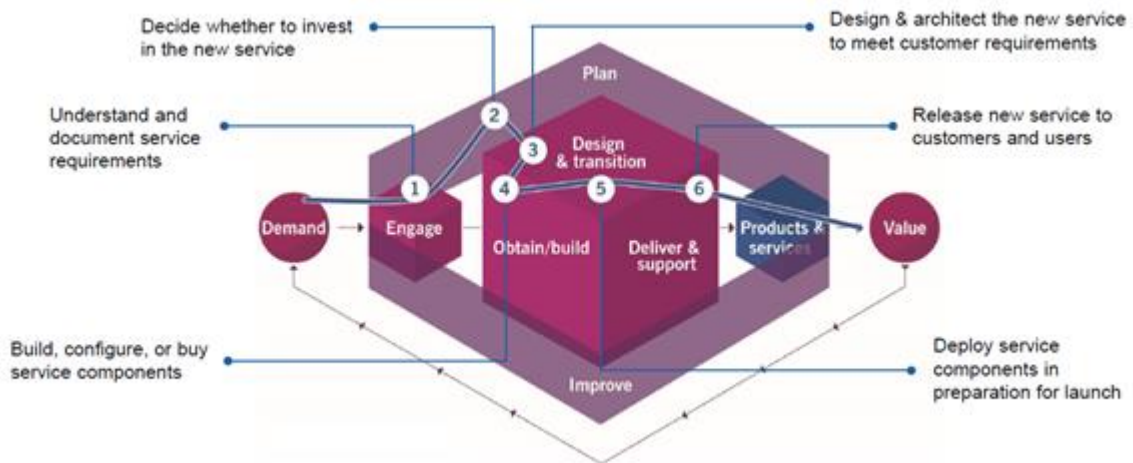 Decide whether to invest
in the new service
Design & architect the new service
to meet customer requirements
Understand and
document service
requirements
Release new service to
customers and users
Plan
2
3
Design
& transition
1
4
5
6
Demand
Engage
Obtain/build
Deliver &
support
Products &
services
Value
Build, configure, or buy
service components
Improve
Deploy service
components in
preparation for launch